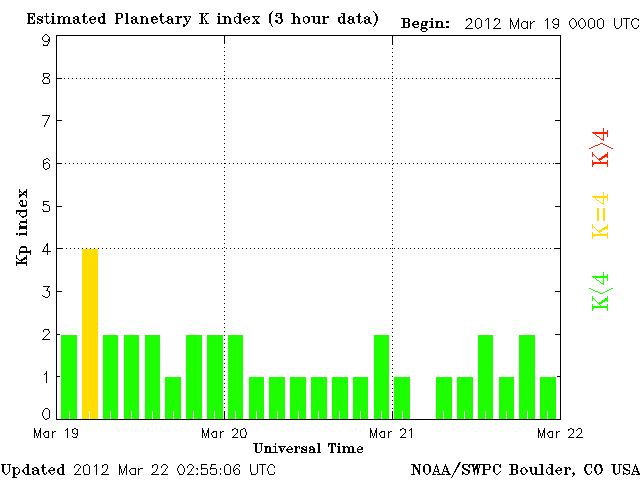 Estimated Planetary K index (3 hour data)
Begin: 2012 Mar 19 0000 UTC
9
8
7
6
5
4
3
2
1
0
Kp index
K>4
K=4
K<4
Mar 19
Mar 20
Mar 21
Mar 22
Universal Time
Updated 2012 Mar 22 02:55:06 UTC
NOAA/SWPC Boulder, CO USA